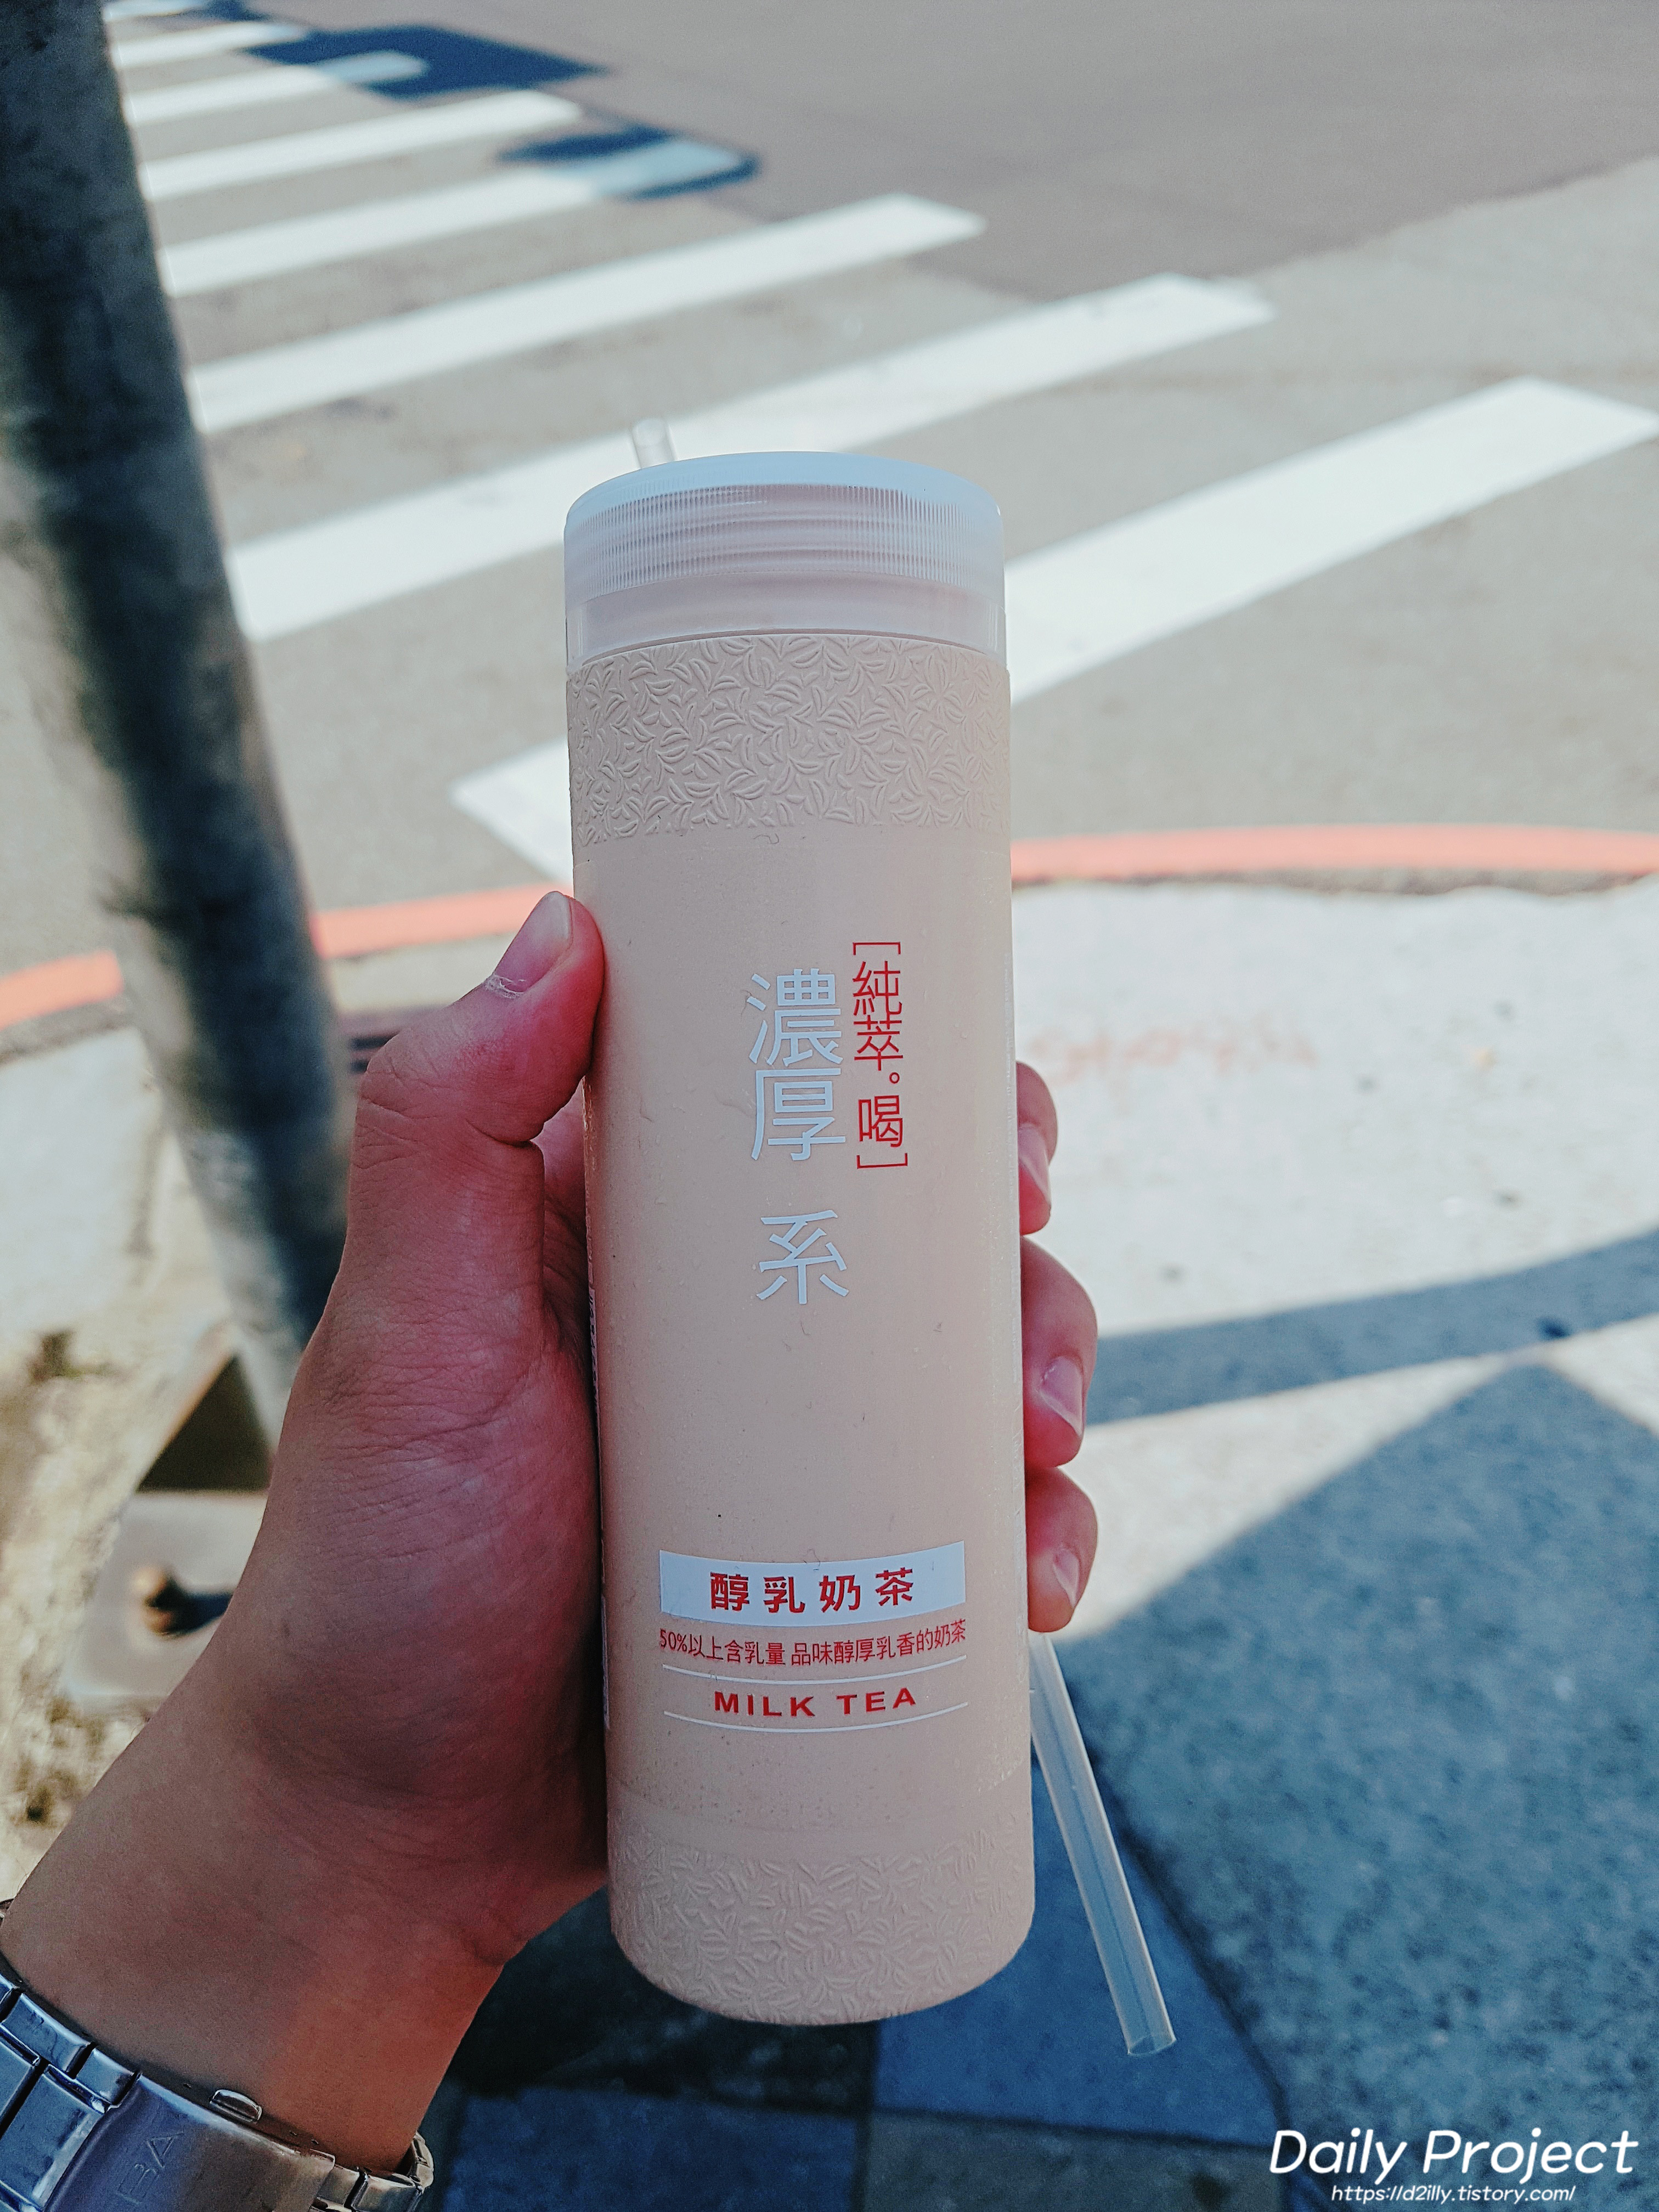 [純萃。喝]
濃厚 系
醇乳奶茶
50%以上含乳量 品味醇厚乳香的奶茶
MILK TEA
Daily Project
https://d2illy.tistory.com/